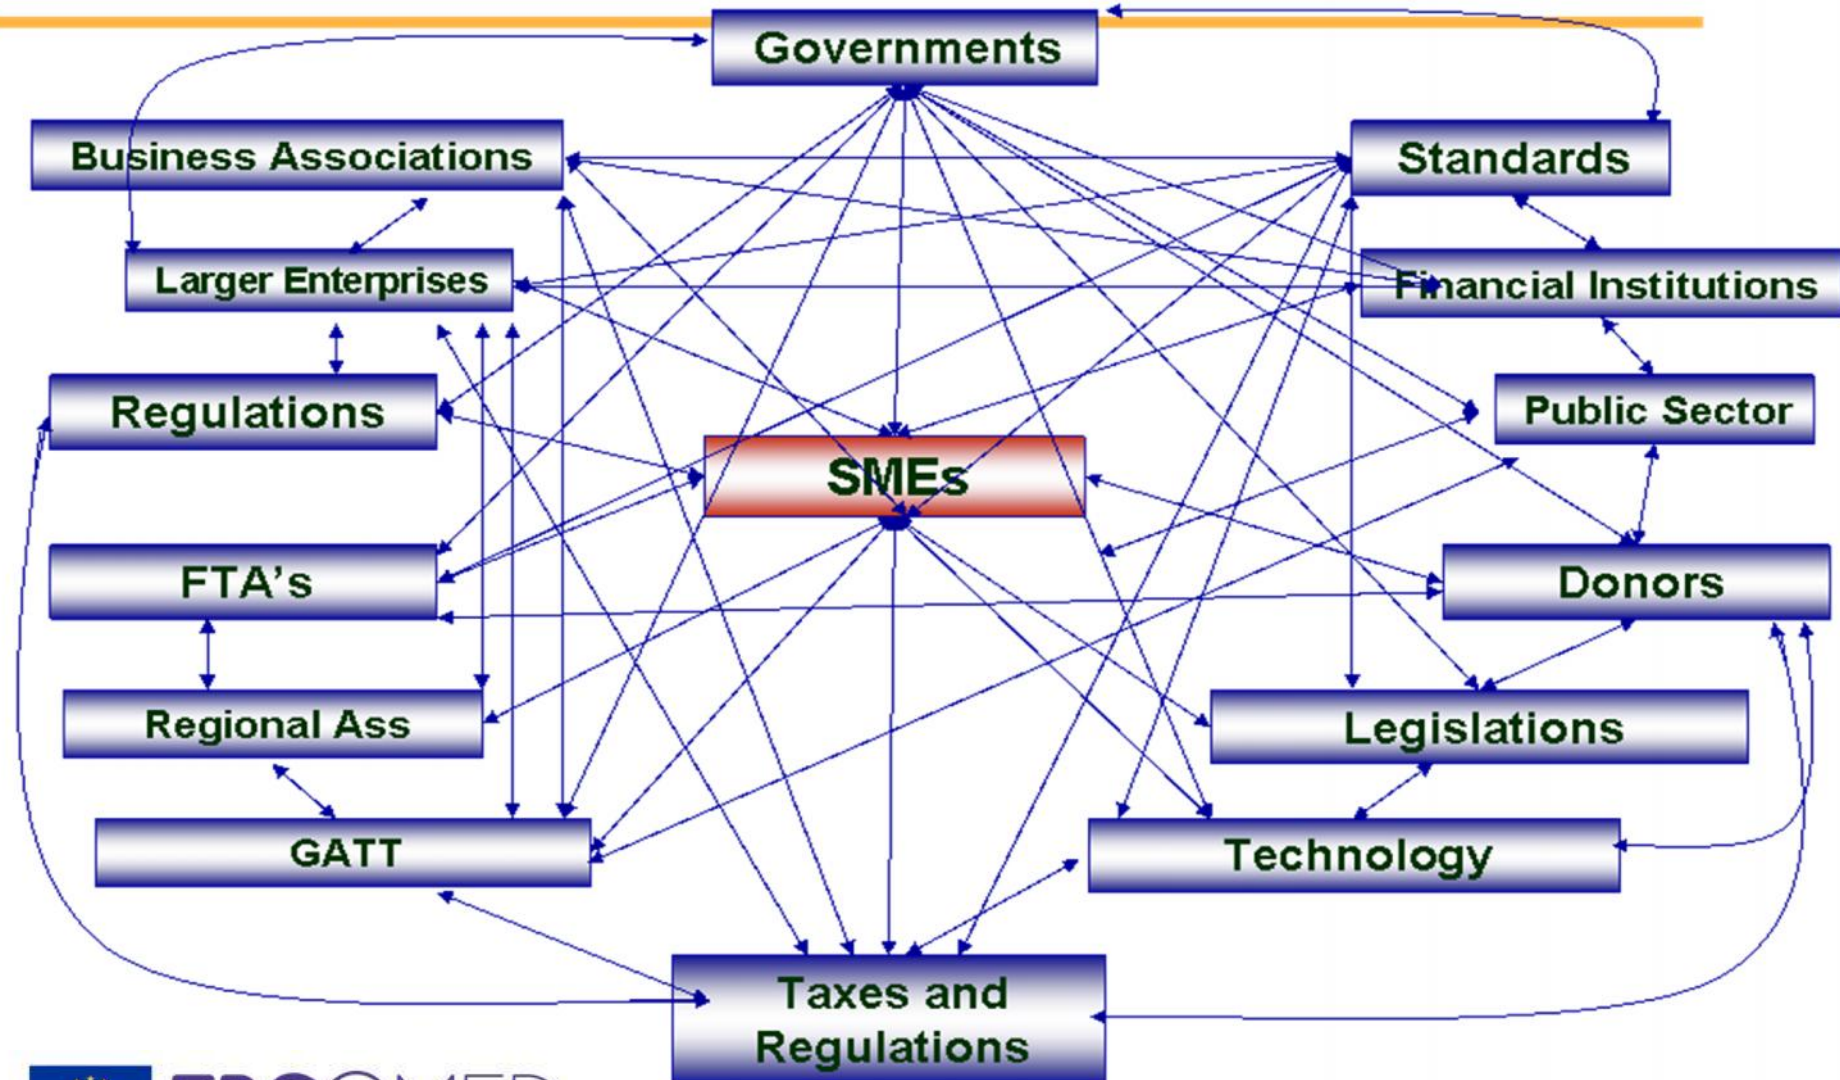 Governments
Business Associations
Standards
Larger Enterprises
Financial Institutions
Regulations
Public Sector
SMEs
FTA's
Donors
Regional Ass
Legislations
GATT
Technology
Taxes and
Regulations